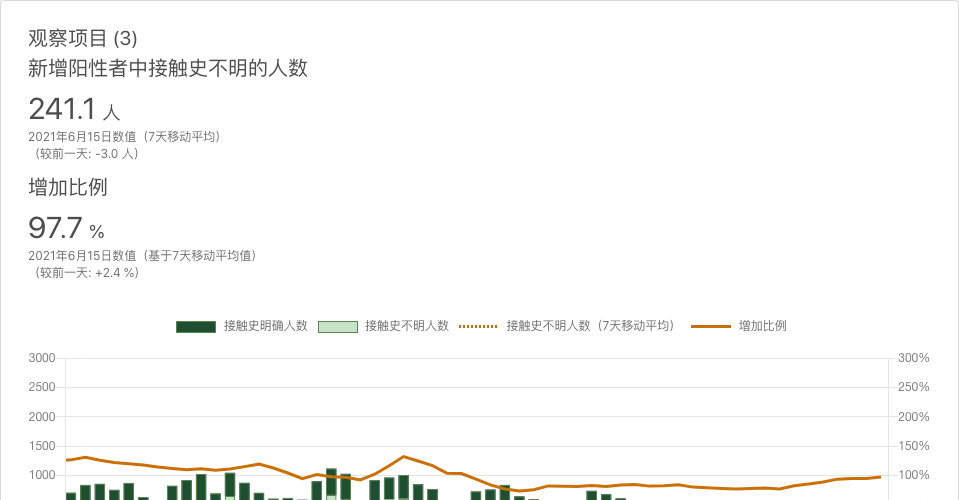 观察项目 (3)
新增阳性者中接触史不明的人数
241.1 人
2021年6月15日数值（7天移动平均）
（较前一天: -3.0 人）
增加比例
97.7 %
2021年6月15日数值（基于7天移动平均值）
（较前一天: +2.4 %）
接触史明确人数 接触史不明人数 接触史不明人数（7天移动平均） 增加比例
3000 300%
2500 250%
2000 200%
1500 150%
1000 100%